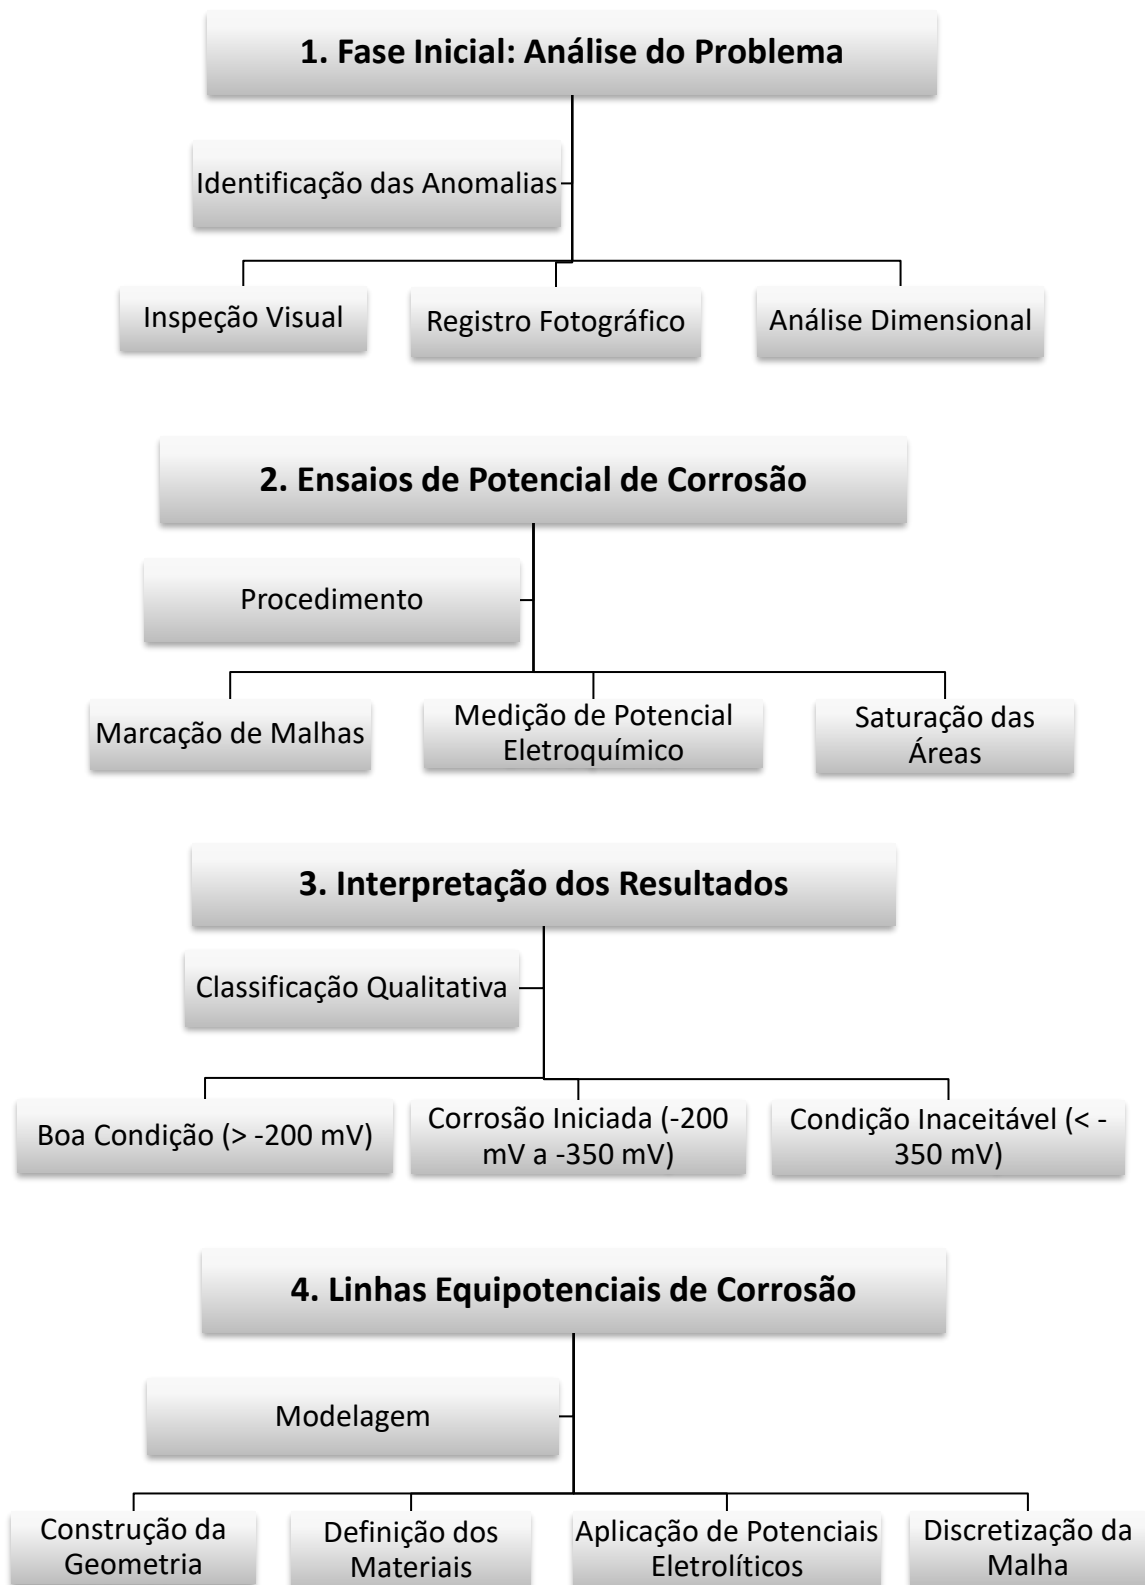 1. Fase Inicial: Análise do Problema
Identificação das Anomalias
Inspeção Visual
Registro Fotográfico
Análise Dimensional
2. Ensaios de Potencial de Corrosão
Procedimento
Marcação de Malhas
Medição de Potencial
Eletroquímico
Saturação das
Áreas
3. Interpretação dos Resultados
Classificação Qualitativa
Boa Condição (> -200 mV)
Corrosão Iniciada (-200
mV a -350 mV)
Condição Inaceitável (< -
350 mV)
4. Linhas Equipotenciais de Corrosão
Modelagem
Construção da
Geometria
Definição dos
Materiais
Aplicação de Potenciais
Eletrolíticos
Discretização da
Malha